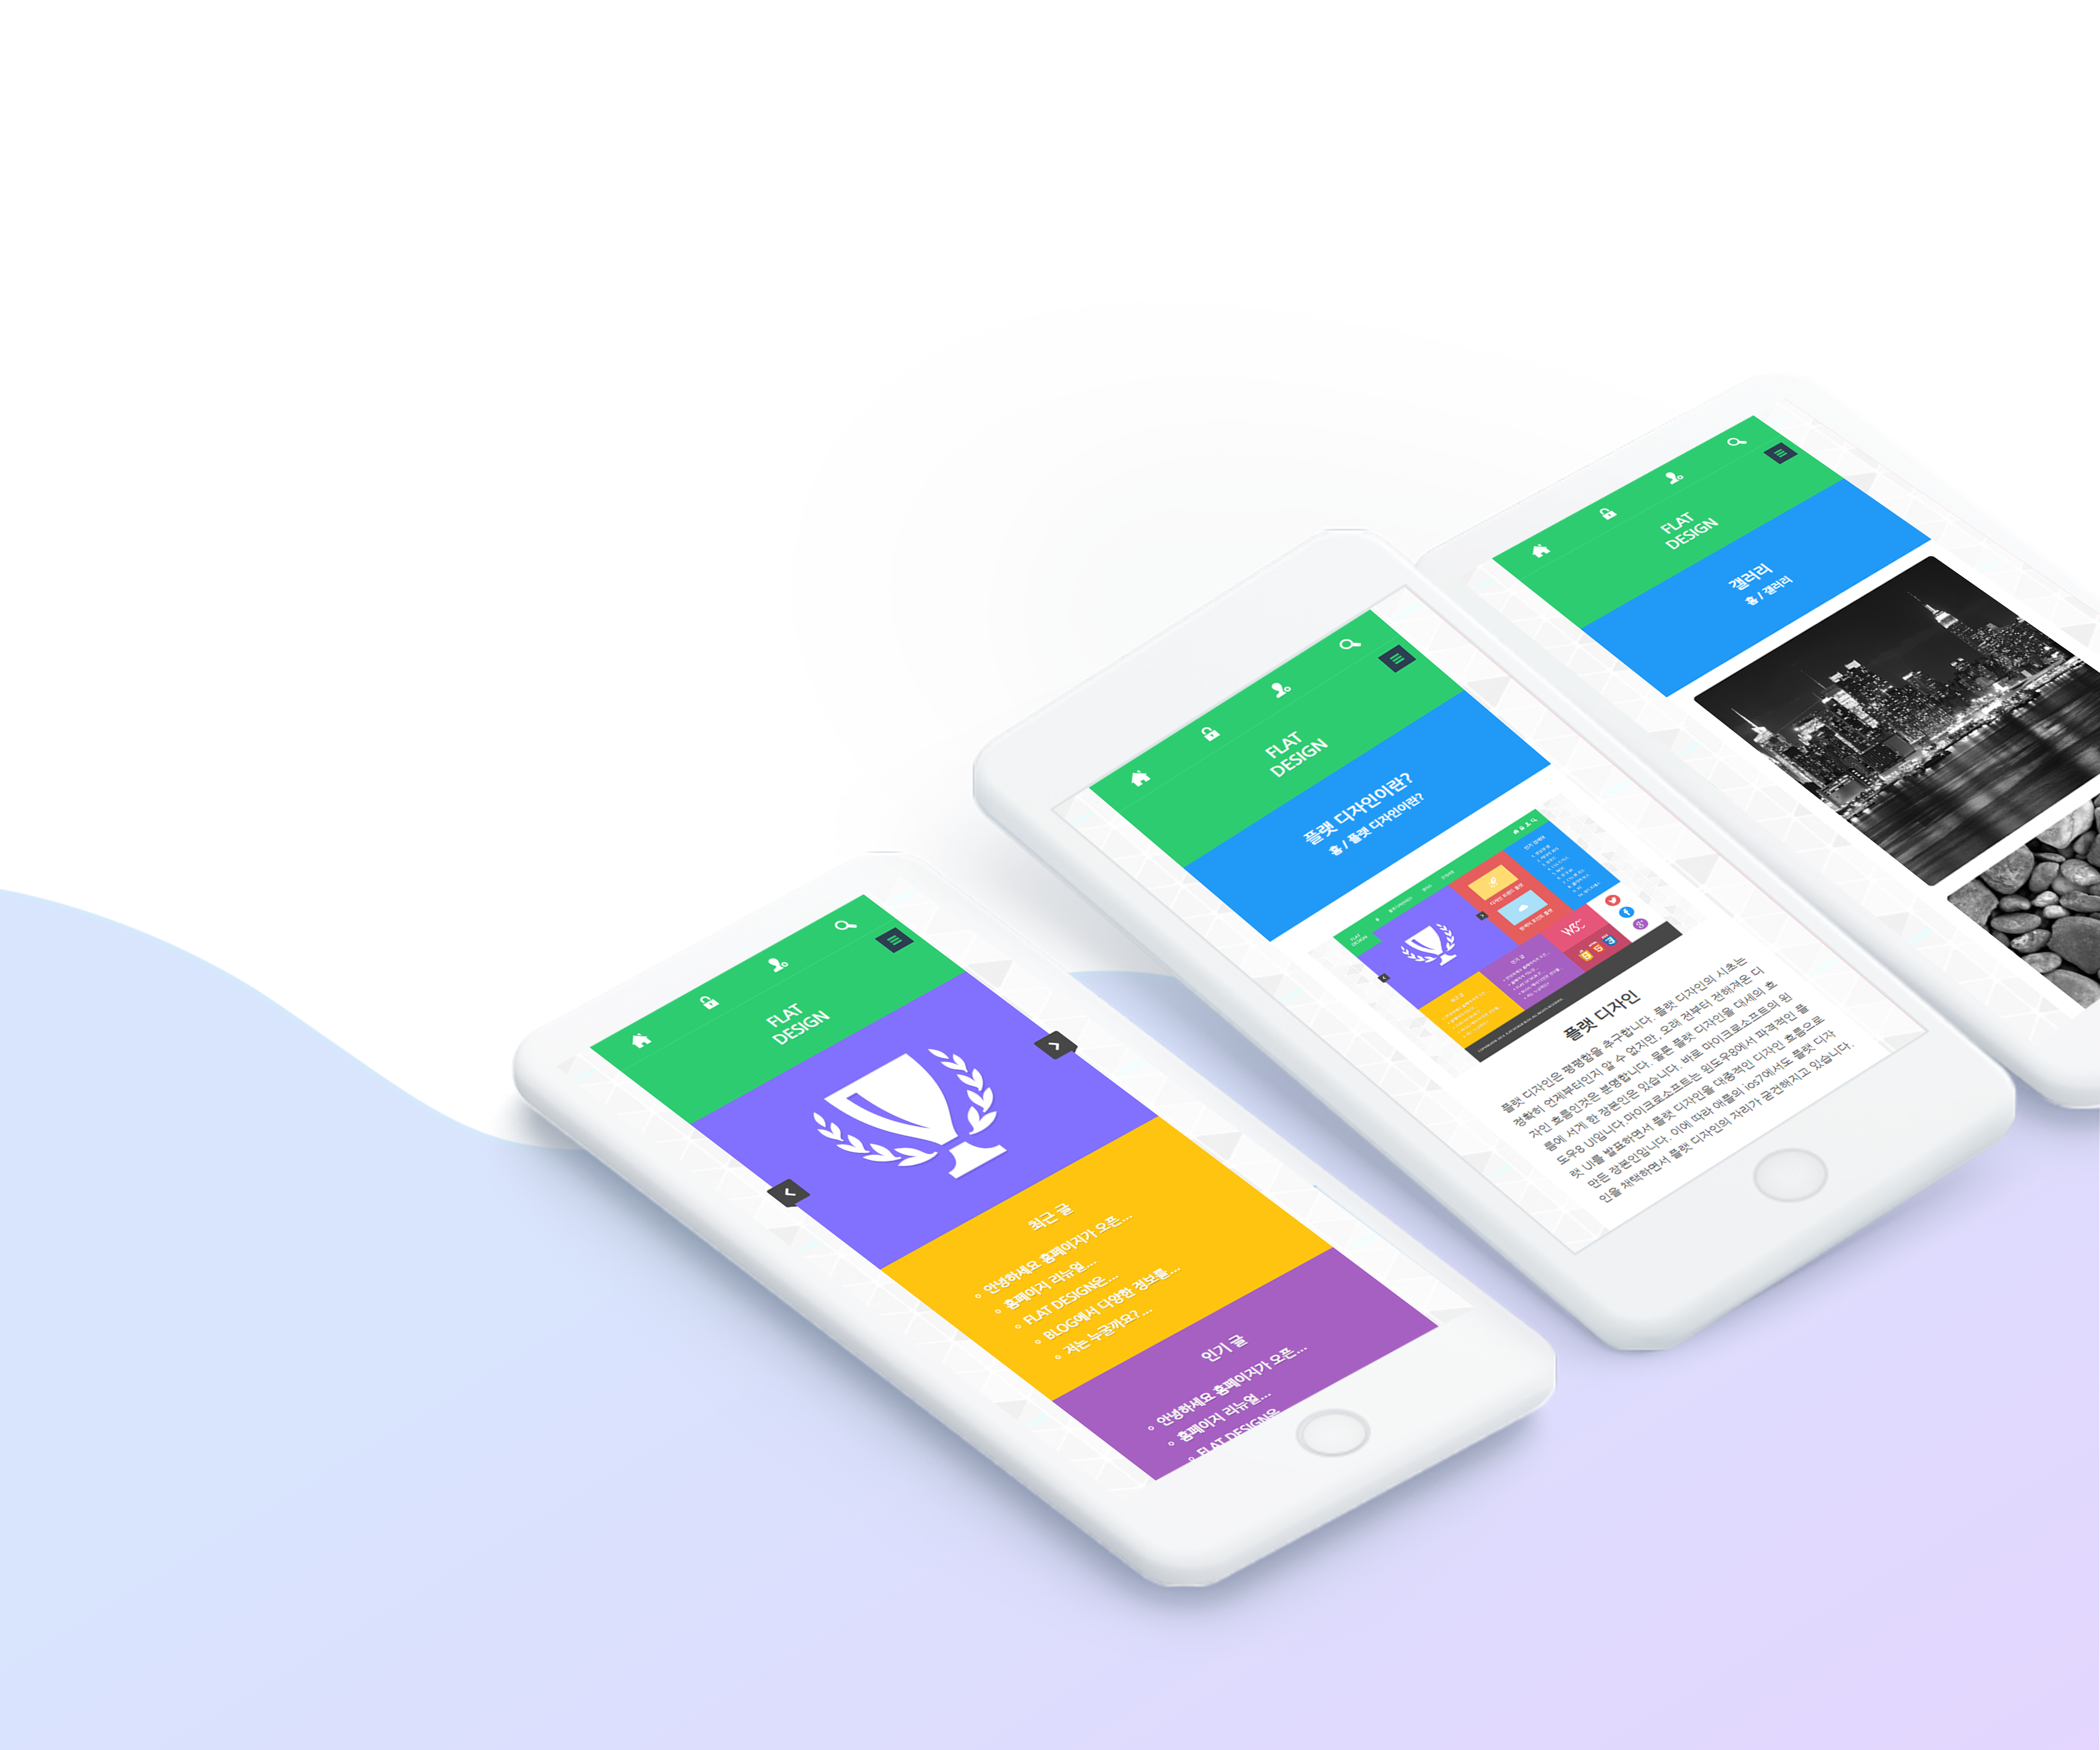 FLAT
DESIGN
최근 글
안녕하세요 홈페이지가 오픈...
홈페이지 리뉴얼...
FLAT DESIGN은...
BLOG에서 다양한 정보를...
저는 누굴까요? ...
인기 글
안녕하세요 홈페이지가 오픈...
홈페이지 리뉴얼...
FLAT DESIGN은
FLAT
DESIGN
플랫 디자인이란?
홈 / 플랫 디자인이란?
FLAT
DESIGN
인기 글
W3C
플랫 디자인
플랫 디자인은 평평함을 추구합니다. 플랫 디자인의 시초는
정확히 언제부터인지 알 수 없지만, 오래 전부터 전해져온 디
자인 흐름인것은 분명합니다. 물론 플랫 디자인을 대세의 흐
름에 서게 한 장본인은 있습니다. 바로 마이크로소프트의 윈
도우8 UI입니다.마이크로소프트는 윈도우8에서 파격적인 플
랫 UI를 발표하면서 플랫 디자인을 대중적인 디자인 흐름으로
만든 장본인입니다. 이에 따라 애플의 ios7에서도 플랫 디자
인을 채택하면서 플랫 디자인의 자리가 굳건해지고 있습니다.
FLAT
DESIGN
갤러리
홈 / 갤러리